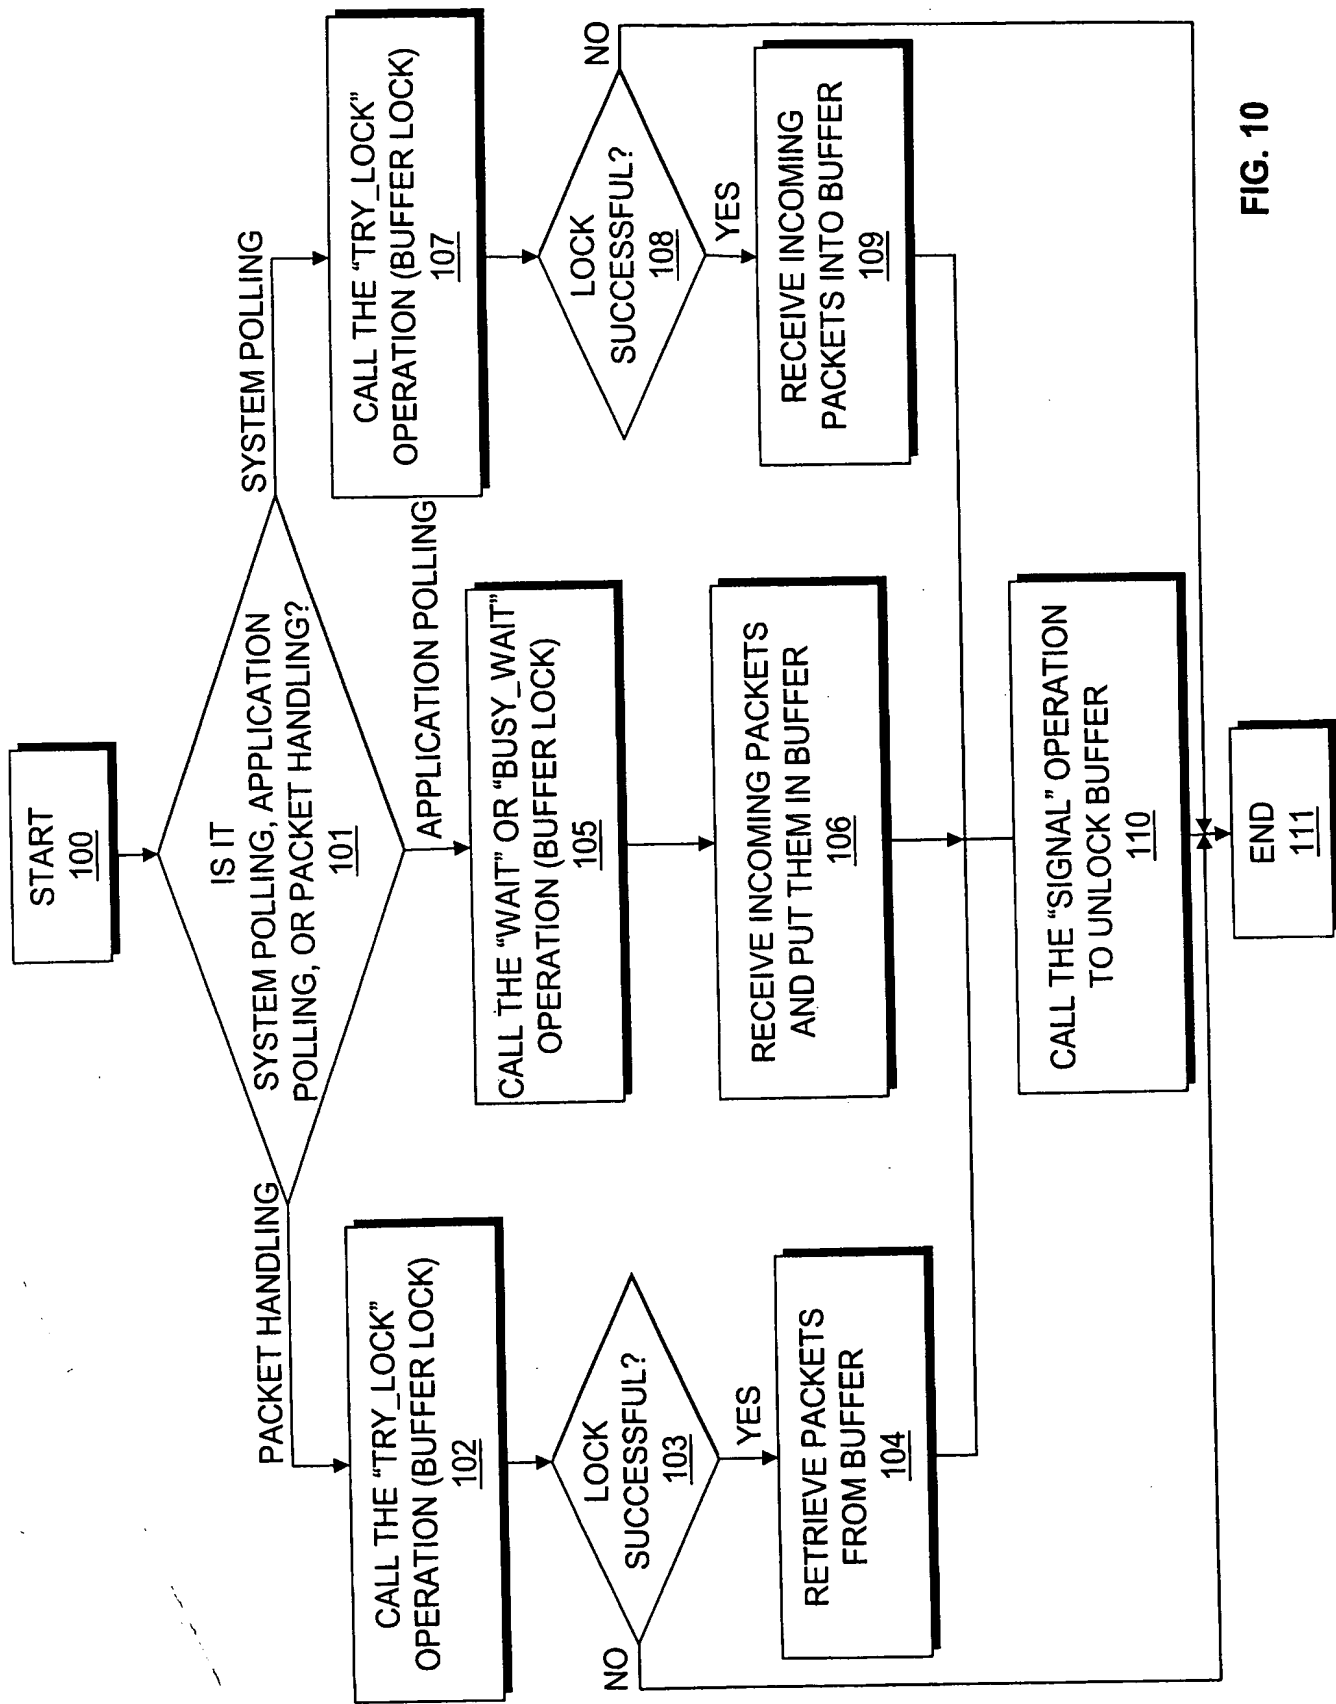 START
100
IS IT
SYSTEM POLLING, APPLICATION
POLLING, OR PACKET HANDLING?
101
PACKET HANDLING
APPLICATION POLLING
SYSTEM POLLING
CALL THE “TRY_LOCK”
OPERATION (BUFFER LOCK)
102
LOCK
SUCCESSFUL?
103
NO
YES
RETRIEVE PACKETS
FROM BUFFER
104
CALL THE “WAIT” OR “BUSY_WAIT”
OPERATION (BUFFER LOCK)
105
RECEIVE INCOMING PACKETS
AND PUT THEM IN BUFFER
106
CALL THE “TRY_LOCK”
OPERATION (BUFFER LOCK)
107
LOCK
SUCCESSFUL?
108
NO
YES
RECEIVE INCOMING
PACKETS INTO BUFFER
109
CALL THE “SIGNAL” OPERATION
TO UNLOCK BUFFER
110
END
111
FIG. 10